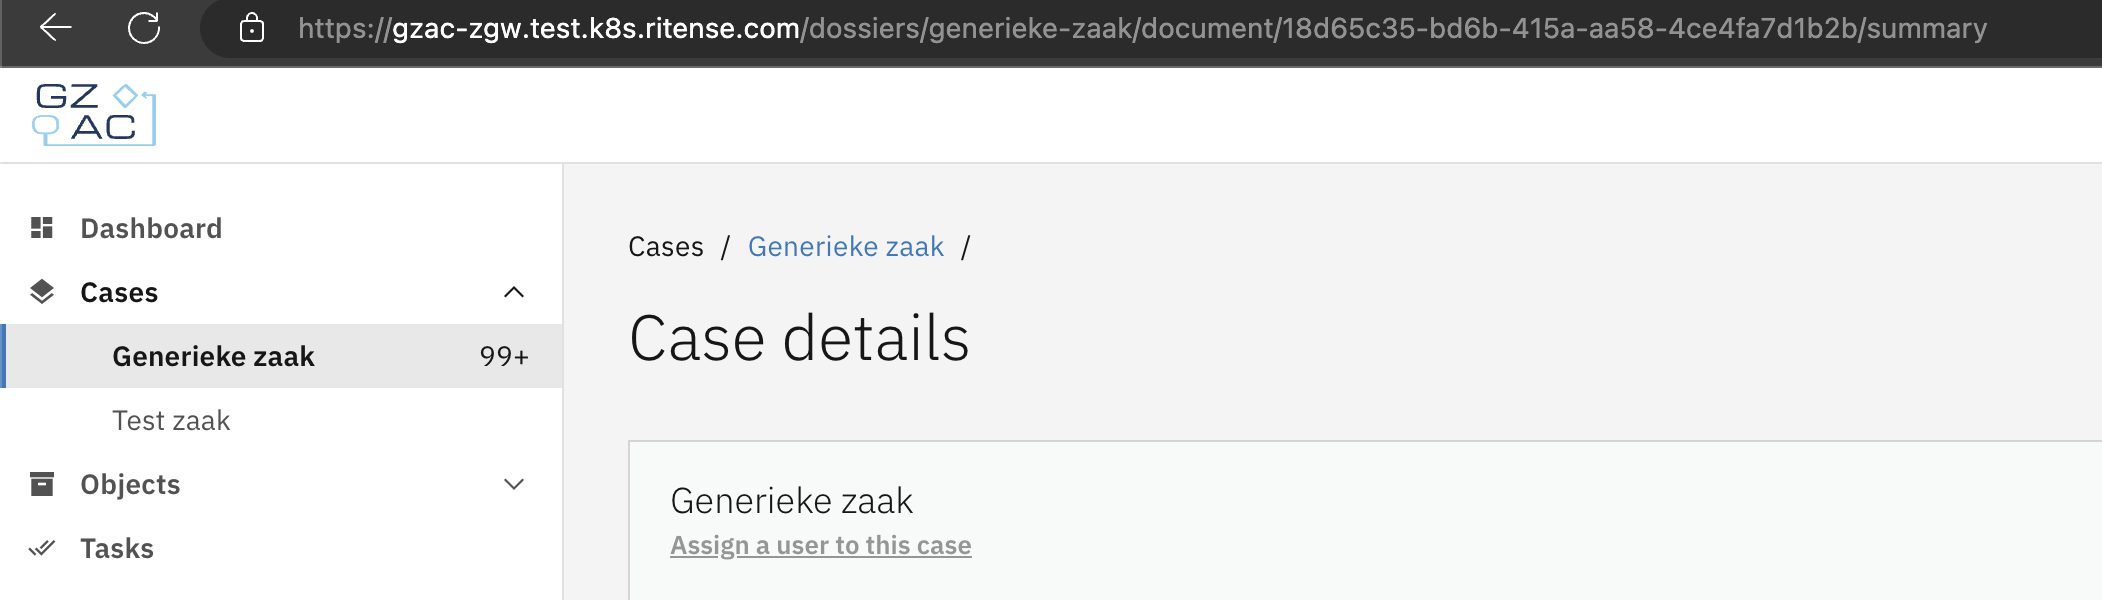 https://gzac-zgw.test.k8s.ritense.com/dossiers/generieke-zaak/document/18d65c35-bd6b-415a-aa58-4ce4fa7d1b2b/summary
GZ
AC
Dashboard
Cases
Generieke zaak 99+
Test zaak
Objects
Tasks
Cases / Generieke zaak /
Case details
Generieke zaak
Assign a user to this case